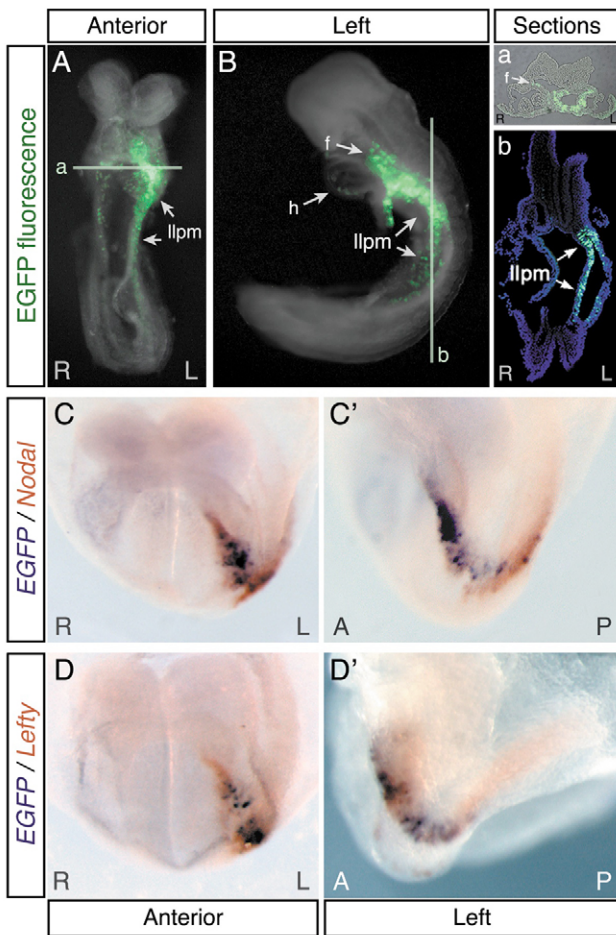 Anterior
Left
Sections
EGFP fluorescence
A
a
llpm
R L
B
f
h
llpm
b
a
f
R L
b
llpm
R L
EGFP / Nodal
C
R L
C'
A P
EGFP / Lefty
D
R L
D'
A P
Anterior
Left